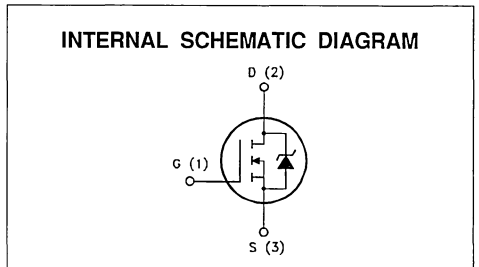 INTERNAL SCHEMATIC DIAGRAM
D (2)
G (1)
S (3)